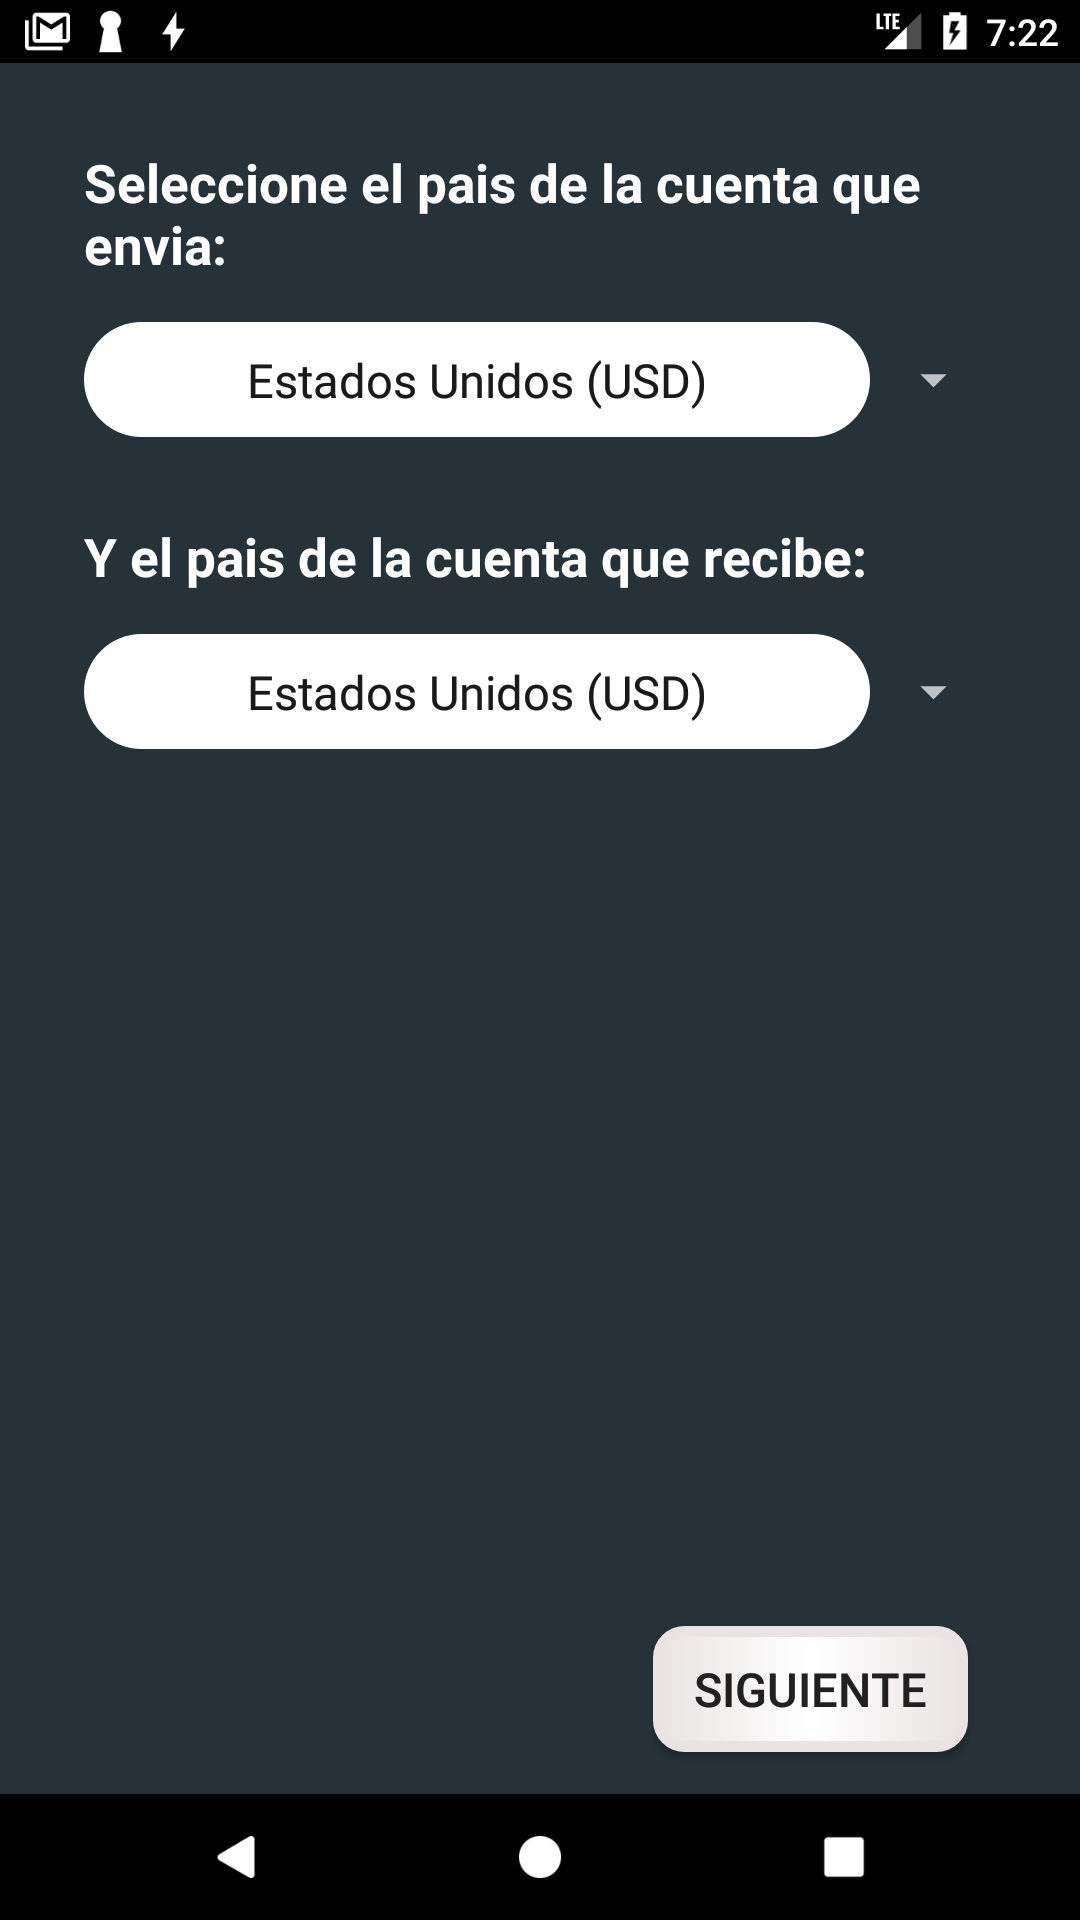 LTE 7:22
Seleccione el pais de la cuenta que
envia:
Estados Unidos (USD)
Y el pais de la cuenta que recibe:
Estados Unidos (USD)
SIGUIENTE